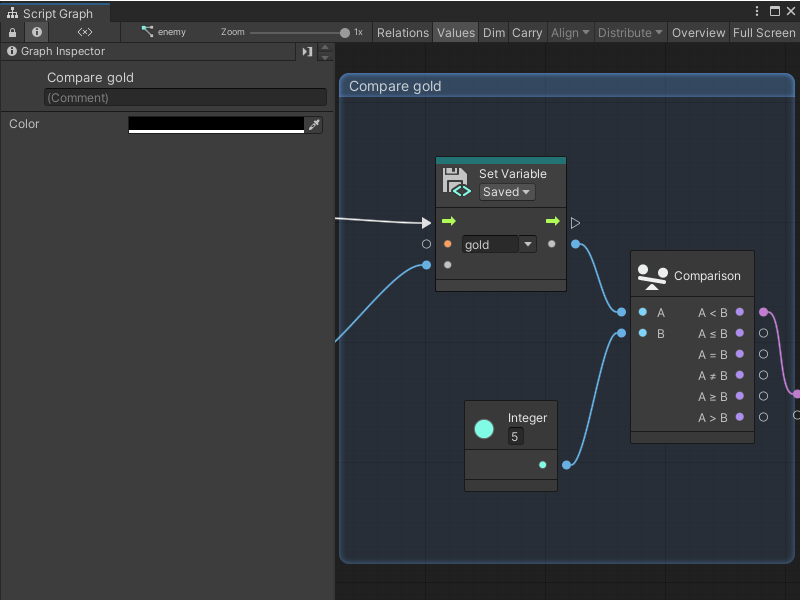 Script Graph
<×> enemy Zoom 1x Relations Values Dim Carry Align Distribute Overview Full Screen
Graph Inspector
Compare gold
(Comment)
Color
Compare gold
Set Variable
Saved
gold
Comparison
A A < B
B A ≤ B
A = B
A ≠ B
A ≥ B
A > B
Integer
5